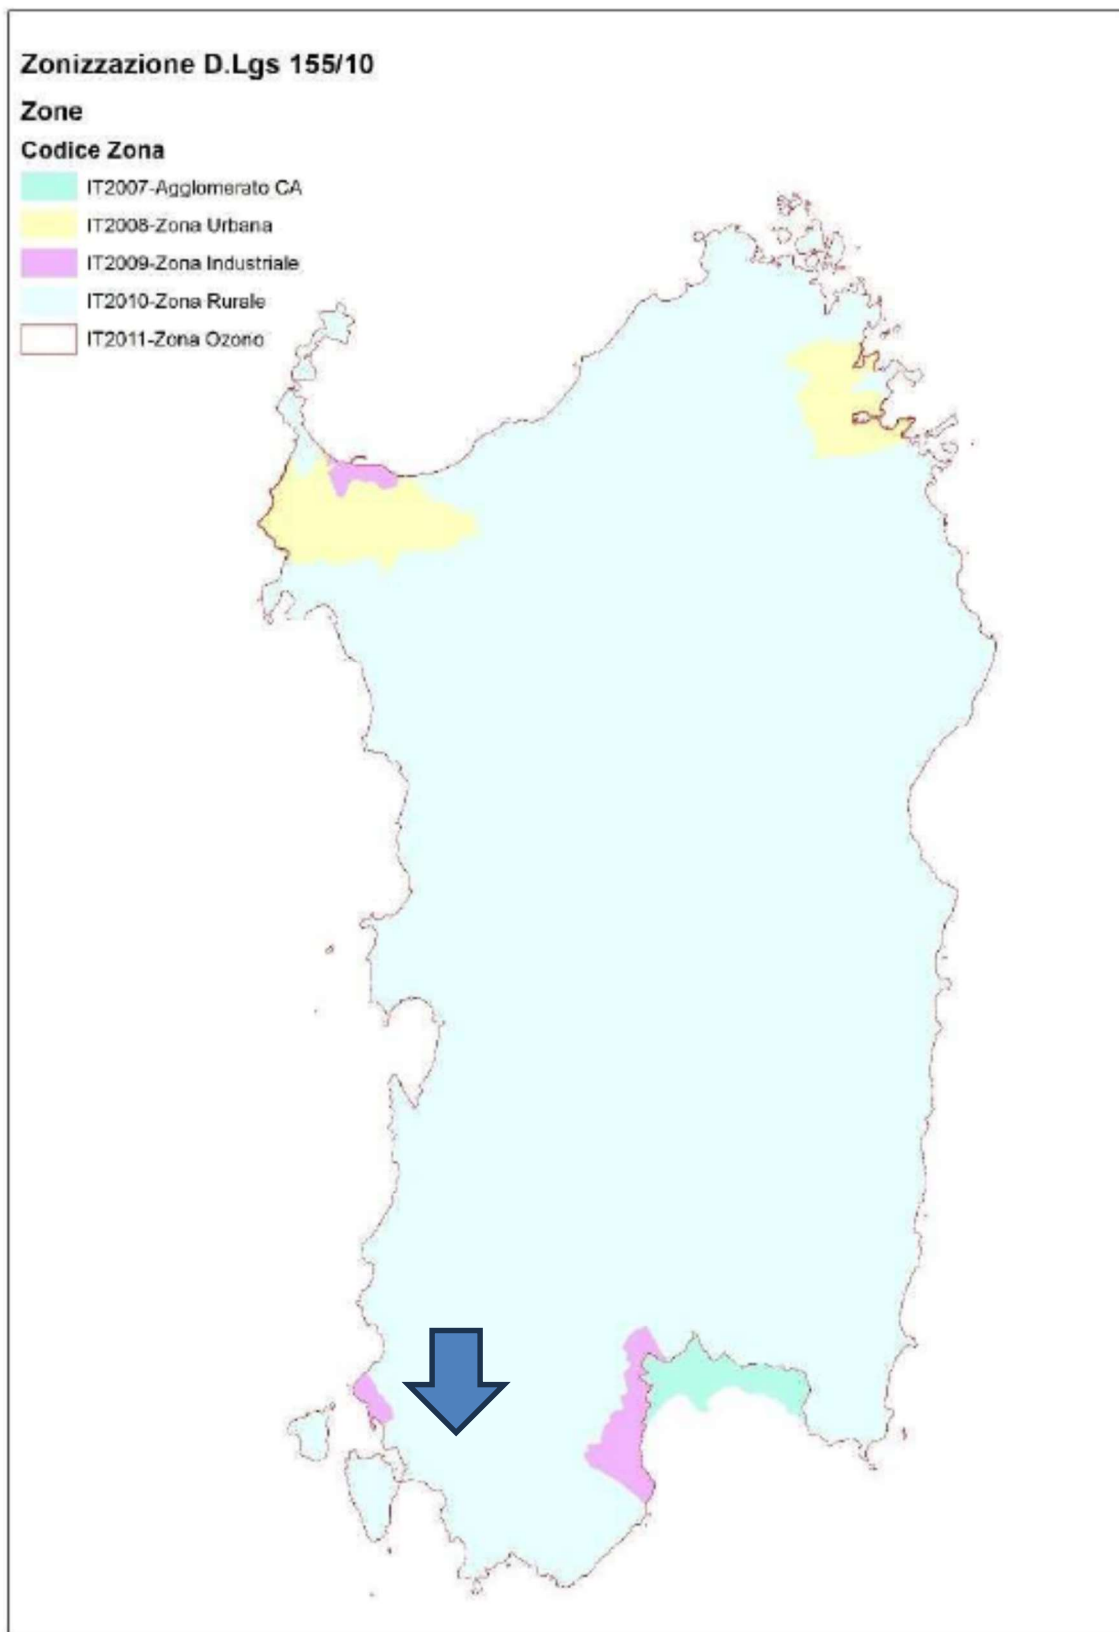 Zonizzazione D.Lgs 155/10
Zone
Codice Zona
IT2007-Agglomerato CA
IT2008-Zona Urbana
IT2009-Zona Industriale
IT2010-Zona Rurale
IT2011-Zona Ozono